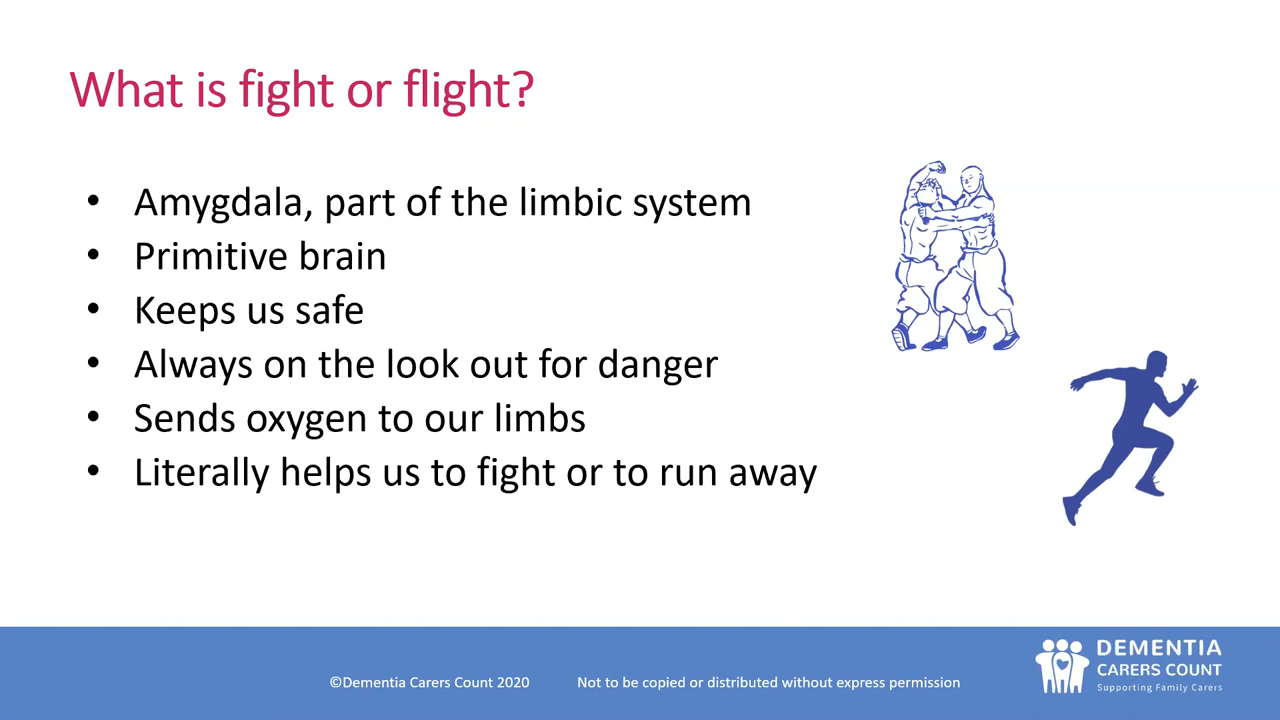 What is fight or flight?
• Amygdala, part of the limbic system
• Primitive brain
• Keeps us safe
• Always on the look out for danger
• Sends oxygen to our limbs
• Literally helps us to fight or to run away
©Dementia Carers Count 2020
Not to be copied or distributed without express permission
DEMENTIA
CARERS COUNT
Supporting Family Carers